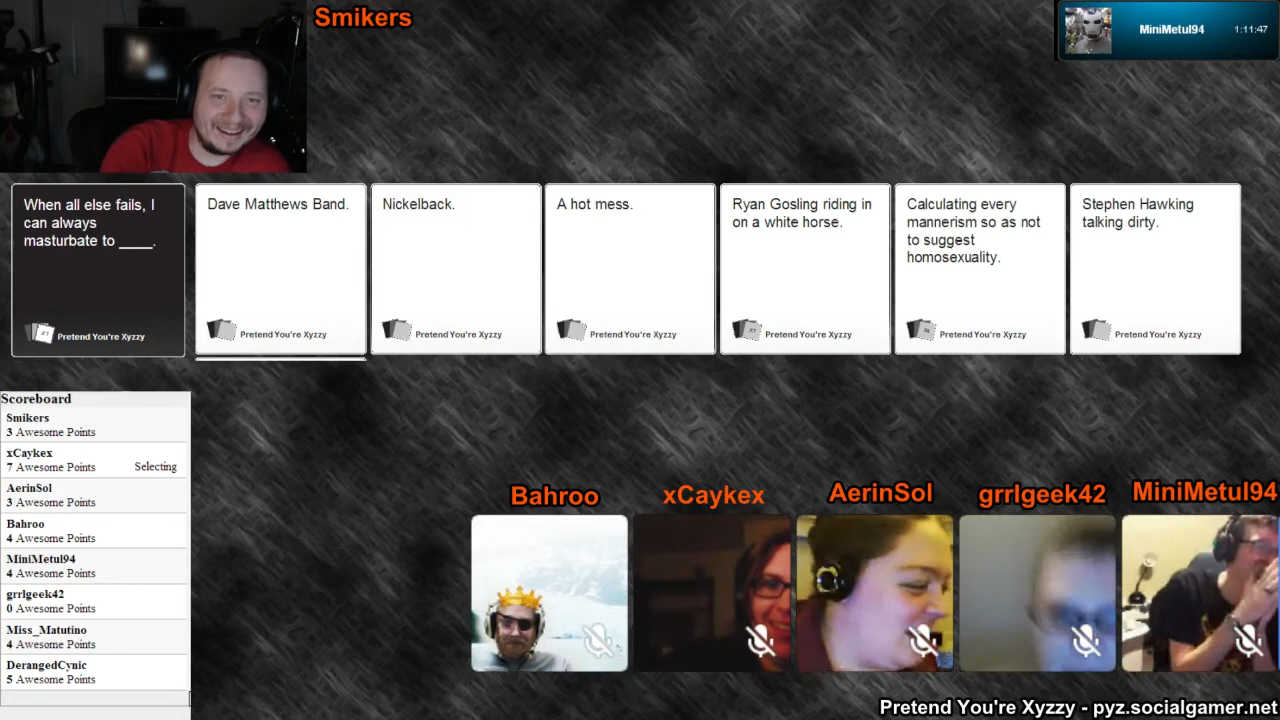 Smikers
MiniMetul94
1:11:47
When all else fails, I
can always
masturbate to ____.
Pretend You're Xyzzy
Dave Matthews Band.
Pretend You're Xyzzy
Nickelback.
Pretend You're Xyzzy
A hot mess.
Pretend You're Xyzzy
Ryan Gosling riding in
on a white horse.
Pretend You're Xyzzy
Calculating every
mannerism so as not
to suggest
homosexuality.
Pretend You're Xyzzy
Stephen Hawking
talking dirty.
Pretend You're Xyzzy
Scoreboard
Smikers
3 Awesome Points
xCaykex
7 Awesome Points Selecting
AerinSol
3 Awesome Points
Bahroo
4 Awesome Points
MiniMetul94
4 Awesome Points
grrlgeek42
0 Awesome Points
Miss_Matutino
4 Awesome Points
DerangedCynic
5 Awesome Points
Bahroo
xCaykex
AerinSol
grrlgeek42
MiniMetul94
Pretend You're Xyzzy - pyz.socialgamer.net